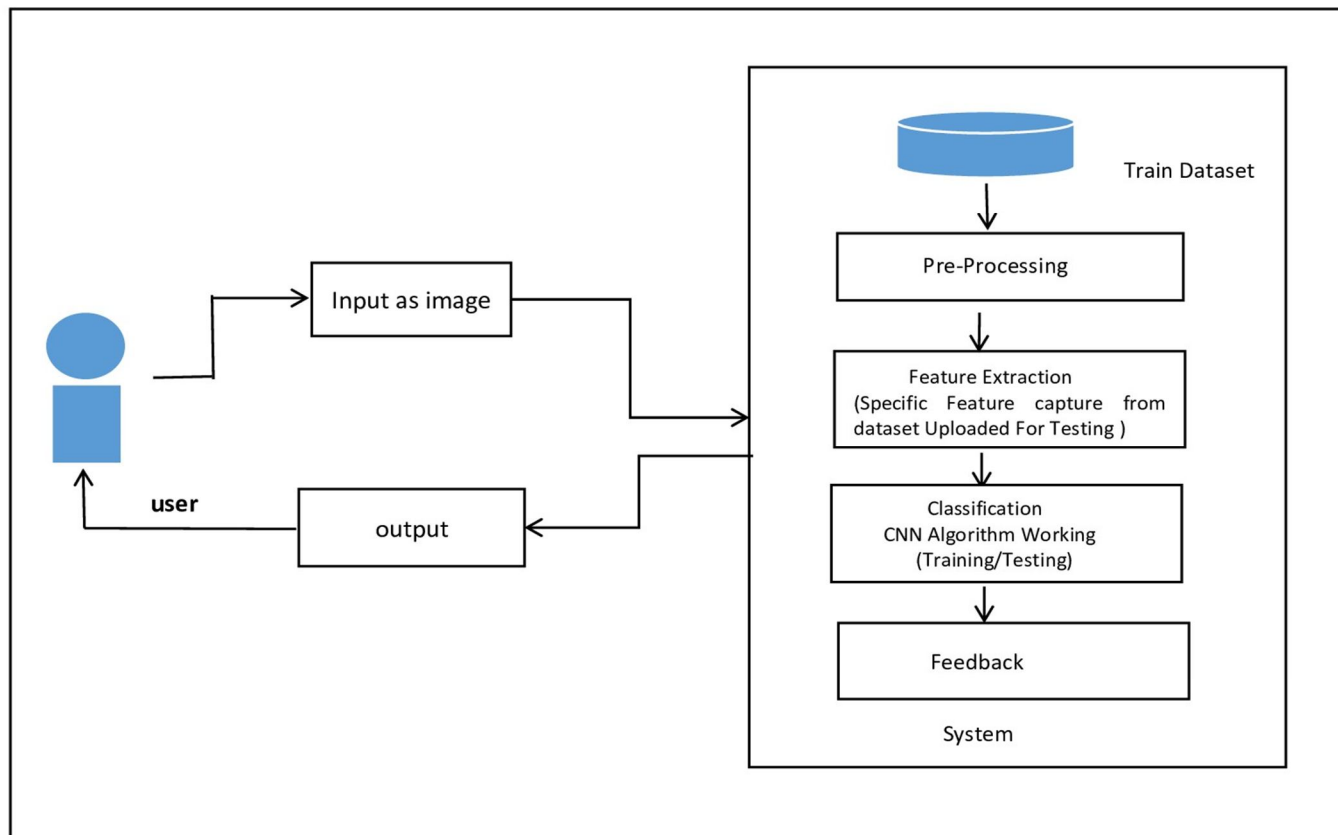 Train Dataset
Pre-Processing
Input as image
Feature Extraction
(Specific Feature capture from
dataset Uploaded For Testing )
user
output
Classification
CNN Algorithm Working
(Training/Testing)
Feedback
System